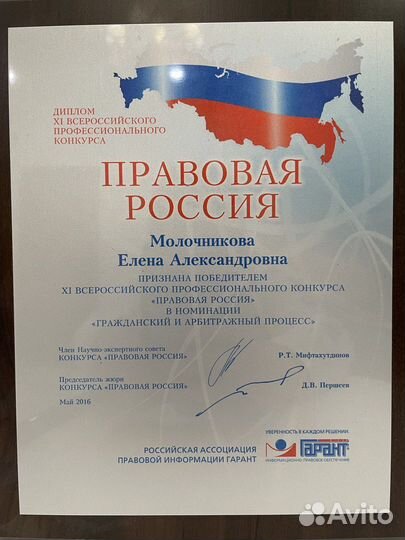 ДИПЛОМ
XI ВСЕРОССИЙСКОГО
ПРОФЕССИОНАЛЬНОГО
КОНКУРСА
ПРАВОВАЯ
РОССИЯ
Молочникова
Елена Александровна
ПРИЗНАНА ПОБЕДИТЕЛЕМ
XI ВСЕРОССИЙСКОГО ПРОФЕССИОНАЛЬНОГО КОНКУРСА
«ПРАВОВАЯ РОССИЯ»
В НОМИНАЦИИ
«ГРАЖДАНСКИЙ И АРБИТРАЖНЫЙ ПРОЦЕСС»
Член Научно экспертного совета
КОНКУРСА «ПРАВОВАЯ РОССИЯ»
Р.Т. Мифтахутдинов
Председатель жюри
КОНКУРСА «ПРАВОВАЯ РОССИЯ»
Д.В. Першеев
Май 2016
РОССИЙСКАЯ АССОЦИАЦИЯ
ПРАВОВОЙ ИНФОРМАЦИИ ГАРАНТ
УВЕРЕННОСТЬ В КАЖДОМ РЕШЕНИИ
ГАРАНТ
ИНФОРМАЦИОННО-ПРАВОВОЕ ОБЕСПЕЧЕНИЕ
Avito